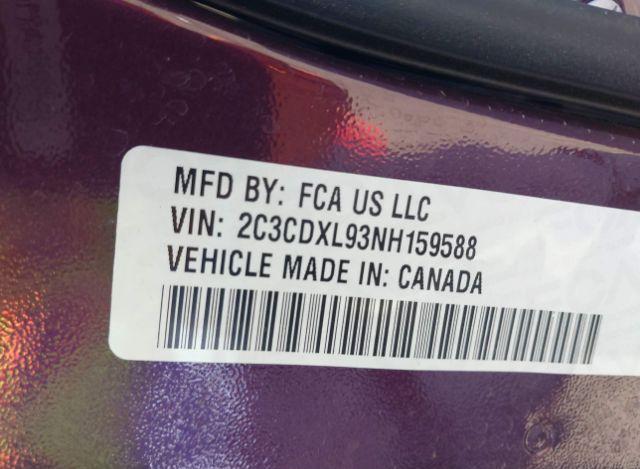 MFD BY: FCA US LLC
VIN: 2C3CDXL93NH159588
VEHICLE MADE IN: CANADA